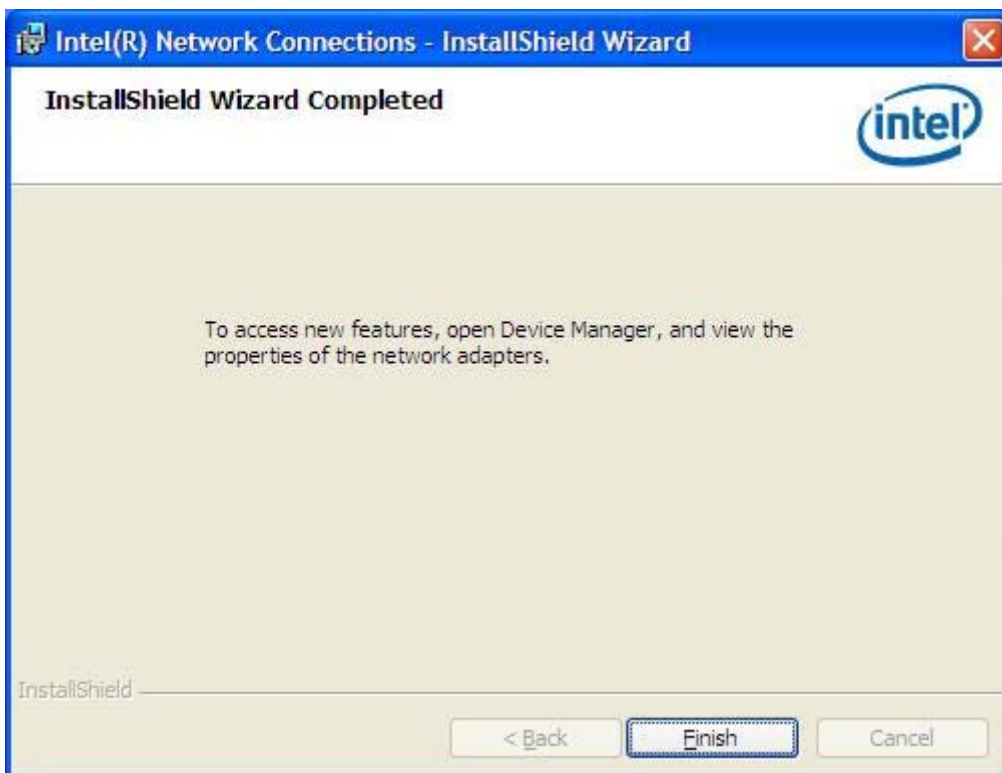 Intel(R) Network Connections - InstallShield Wizard
InstallShield Wizard Completed
intel
To access new features, open Device Manager, and view the
properties of the network adapters.
InstallShield
< Back
Finish
Cancel